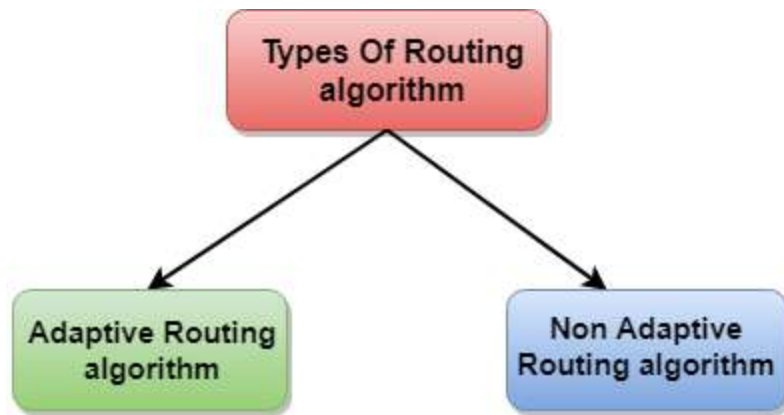 Types Of Routing
algorithm
Adaptive Routing
algorithm
Non Adaptive
Routing algorithm